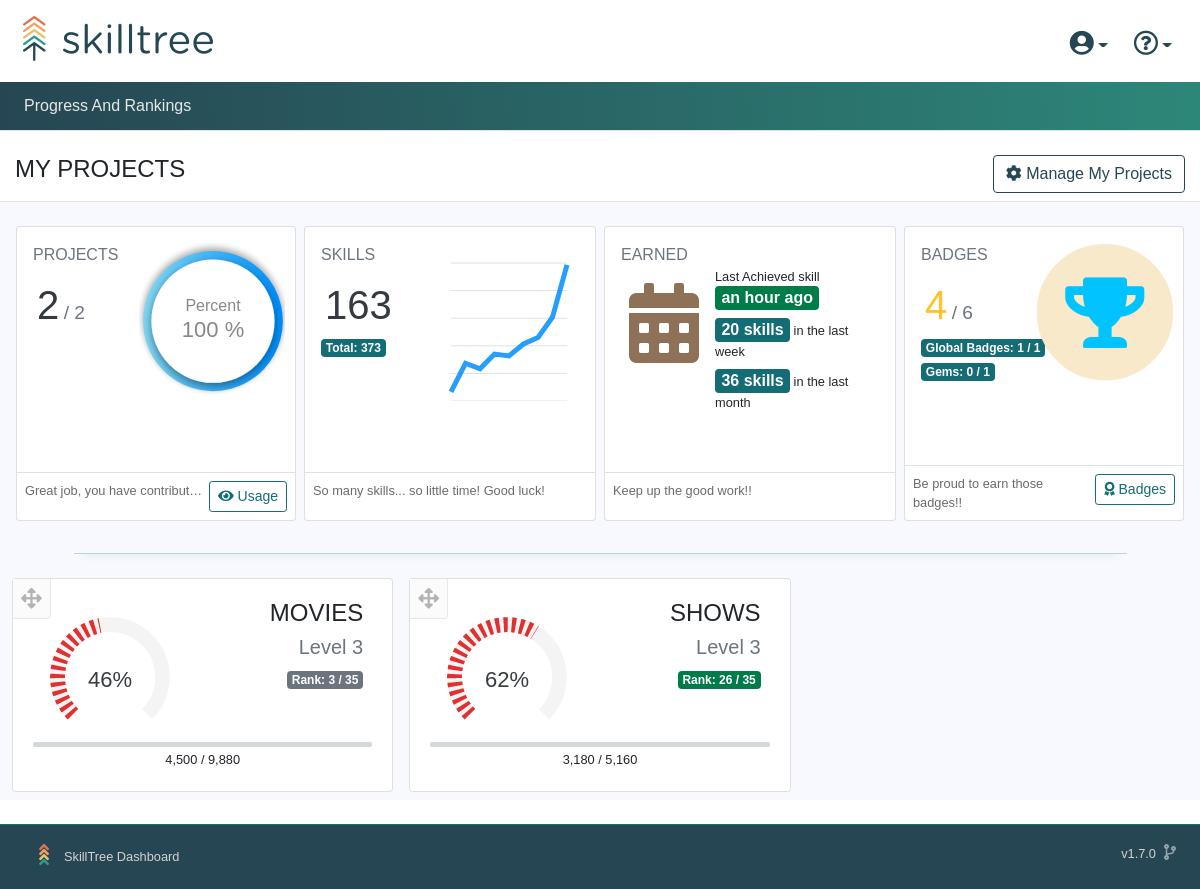 skilltree
Progress And Rankings
MY PROJECTS
Manage My Projects
PROJECTS
2 / 2
Percent
100 %
Great job, you have contribut…
Usage
SKILLS
163
Total: 373
So many skills... so little time! Good luck!
EARNED
Last Achieved skill
an hour ago
20 skills in the last
week
36 skills in the last
month
Keep up the good work!!
BADGES
4 / 6
Global Badges: 1 / 1
Gems: 0 / 1
Be proud to earn those
badges!!
Badges
MOVIES
Level 3
Rank: 3 / 35
46%
4,500 / 9,880
SHOWS
Level 3
Rank: 26 / 35
62%
3,180 / 5,160
SkillTree Dashboard
v1.7.0